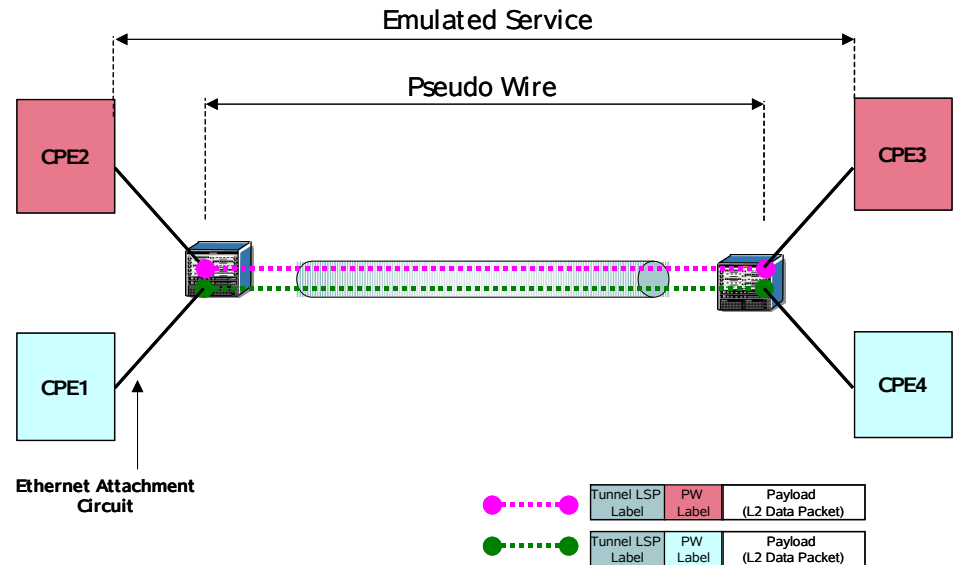 Emulated Service
Pseudo Wire
CPE2
CPE3
CPE1
CPE4
Ethernet Attachment
Circuit
Tunnel LSP
Label
PW
Label
Payload
(L2 Data Packet)
Tunnel LSP
Label
PW
Label
Payload
(L2 Data Packet)